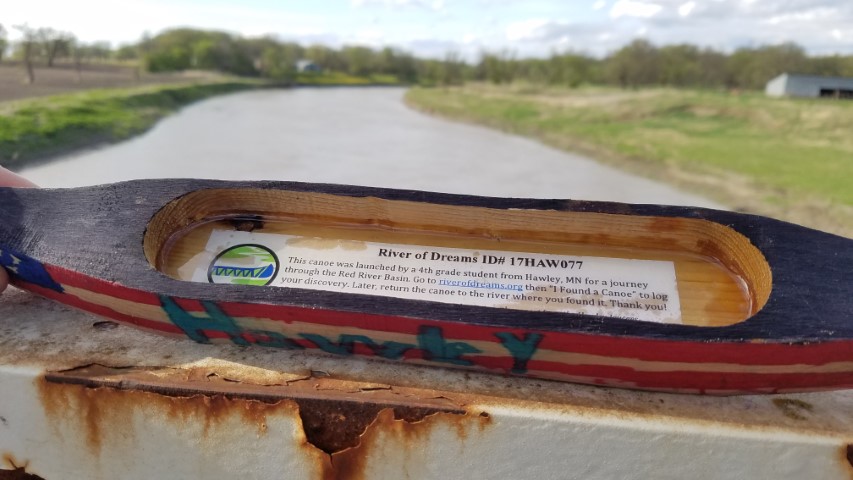 River of Dreams ID# 17HAW077
This canoe was launched by a 4th grade student from Hawley, MN for a journey
through the Red River Basin. Go to riverofdreams.org then "I Found a Canoe" to log
your discovery. Later, return the canoe to the river where you found it. Thank you!
Hawley